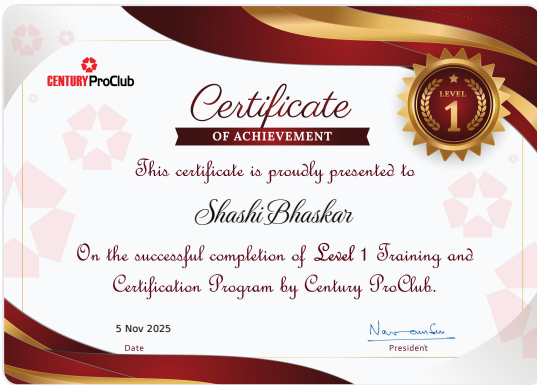 CENTURY ProClub
LEVEL
1
Certificate
OF ACHIEVEMENT
This certificate is proudly presented to
Shashi Bhaskar
On the successful completion of Level 1 Training and
Certification Program by Century ProClub.
5 Nov 2025
Date
President